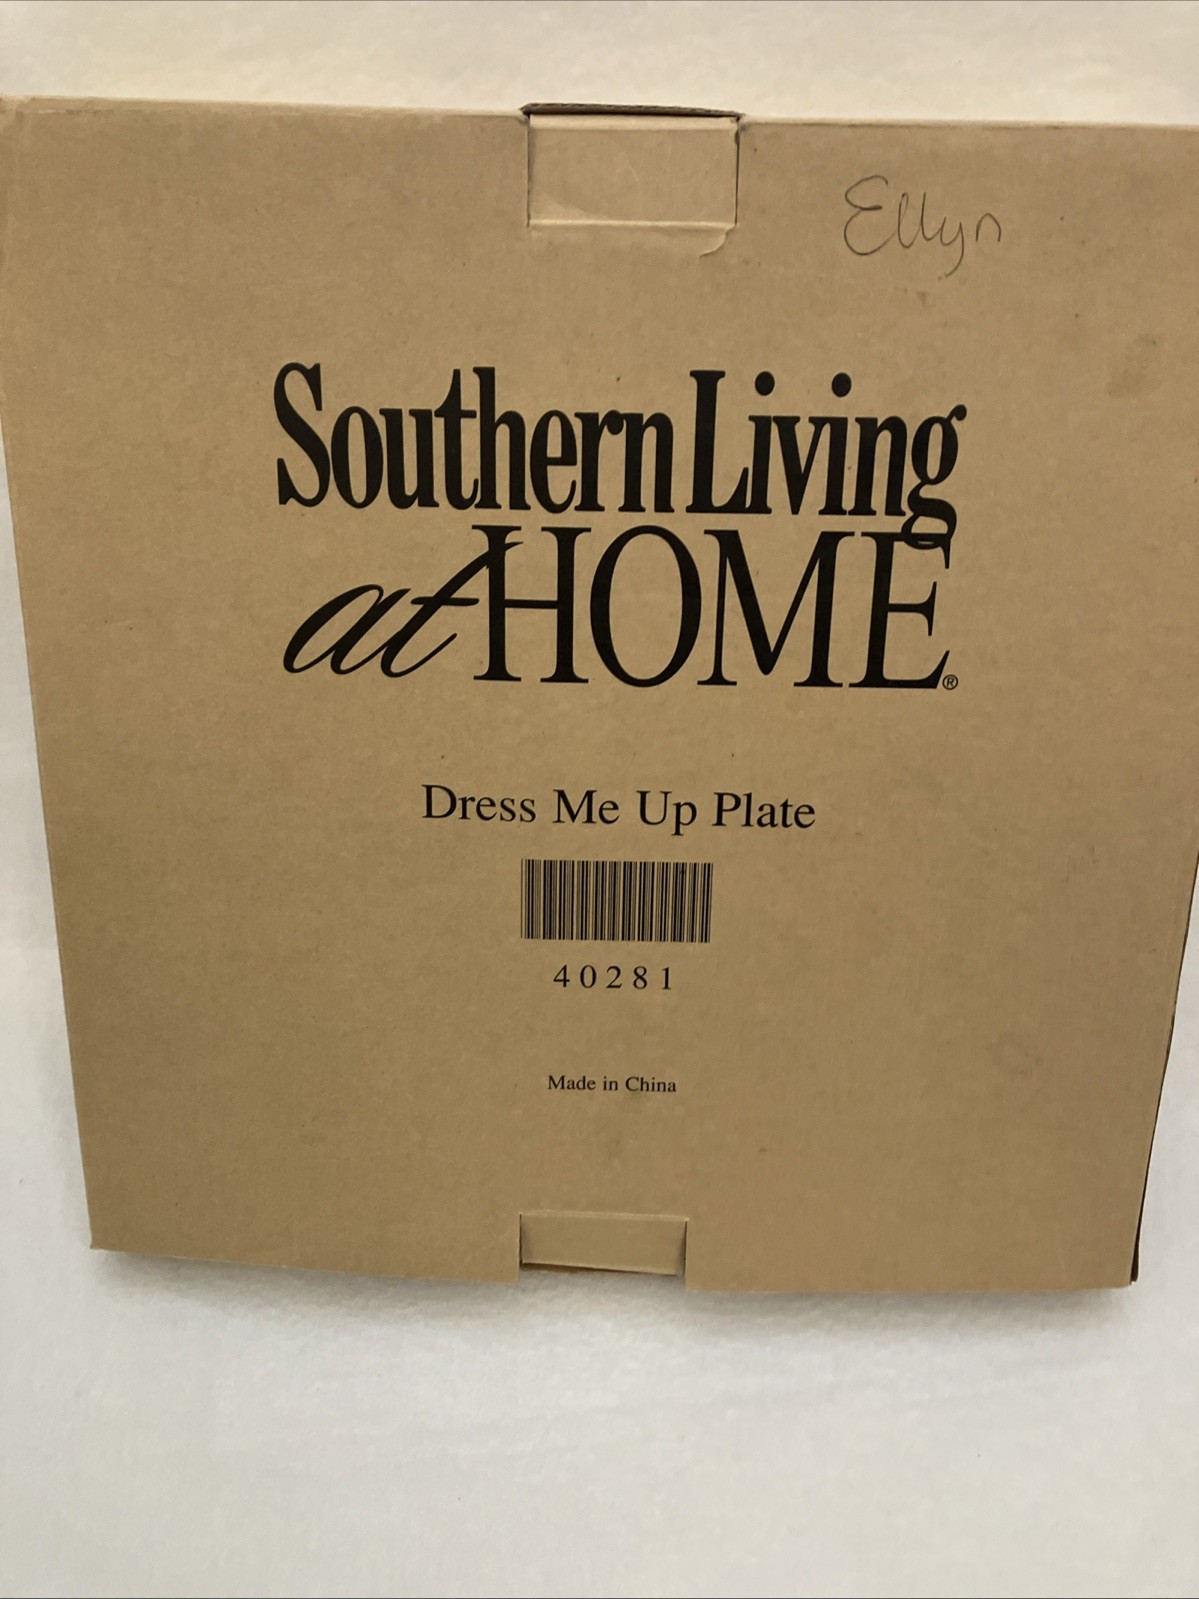 Ellyn
Southern Living
at HOME®
Dress Me Up Plate
40281
Made in China